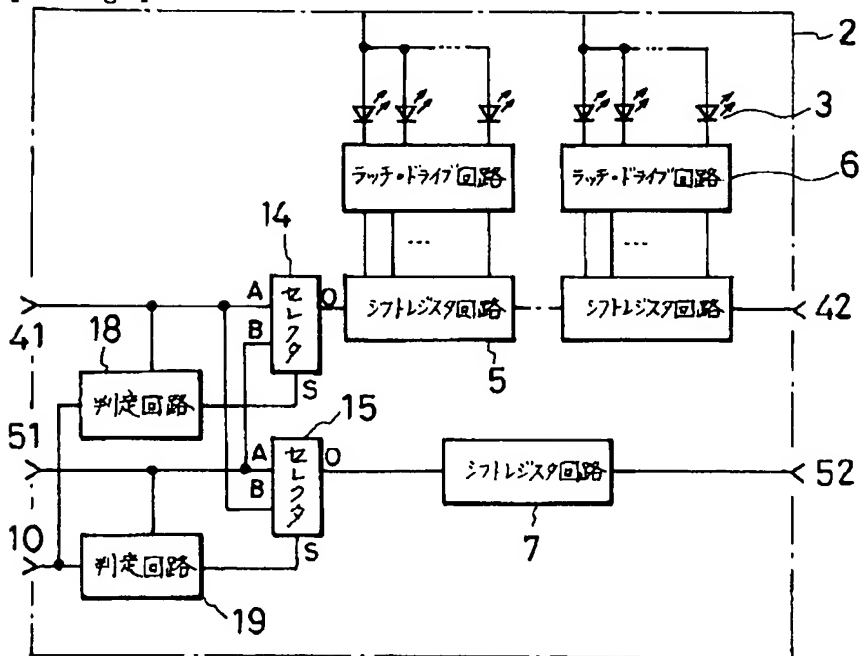 2
3
ラッチ・ドライブ回路
ラッチ・ドライブ回路
6
14
41
A
B
セレクタ
O
S
シフトレジスタ回路
シフトレジスタ回路
42
5
18
判定回路
15
51
A
B
セレクタ
O
S
シフトレジスタ回路
52
7
10
判定回路
19